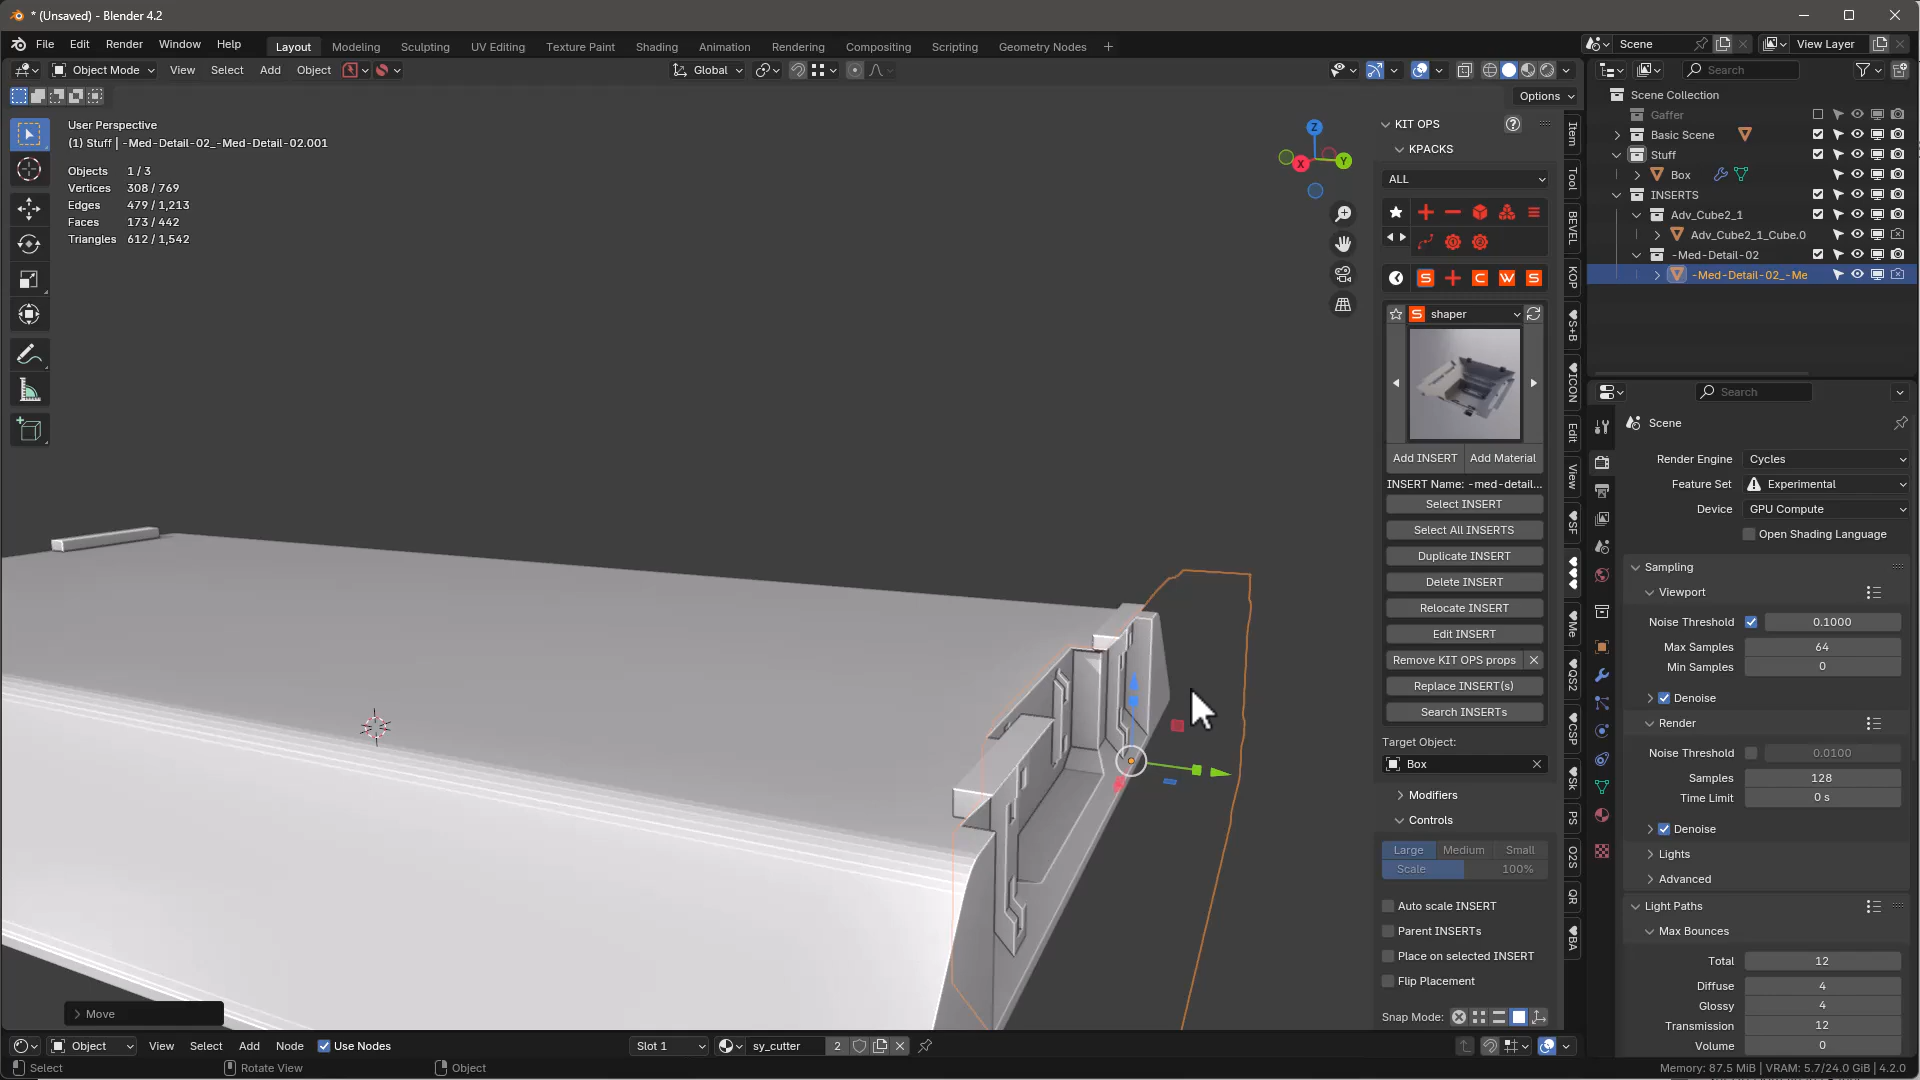 * (Unsaved) - Blender 4.2
File Edit Render Window Help
Layout Modeling Sculpting UV Editing Texture Paint Shading Animation Rendering Compositing Scripting Geometry Nodes
Scene
View Layer
Object Mode View Select Add Object
Global
Search
Options
User Perspective
(1) Stuff | -Med-Detail-02_-Med-Detail-02.001
Objects 1 / 3
Vertices 308 / 769
Edges 479 / 1,213
Faces 173 / 442
Triangles 612 / 1,542
Z
X
Y
KIT OPS
KPACKS
ALL
shaper
Add INSERT Add Material
INSERT Name: -med-detail...
Select INSERT
Select All INSERTS
Duplicate INSERT
Delete INSERT
Relocate INSERT
Edit INSERT
Remove KIT OPS props
Replace INSERT(s)
Search INSERTs
Target Object:
Box
Modifiers
Controls
Large Medium Small
Scale 100%
Auto scale INSERT
Parent INSERTs
Place on selected INSERT
Flip Placement
Snap Mode:
Item
Tool
BEVEL
KOP
S+B
ICON
Edit
View
SF
Me
QS2
CSP
Sk
PS
O2S
QR
BA
Scene Collection
Gaffer
Basic Scene
Stuff
Box
INSERTS
Adv_Cube2_1
Adv_Cube2_1_Cube.0
-Med-Detail-02
-Med-Detail-02_-Me
Search
Scene
Render Engine Cycles
Feature Set Experimental
Device GPU Compute
Open Shading Language
Sampling
Viewport
Noise Threshold 0.1000
Max Samples 64
Min Samples 0
Denoise
Render
Noise Threshold 0.0100
Samples 128
Time Limit 0 s
Denoise
Lights
Advanced
Light Paths
Max Bounces
Total 12
Diffuse 4
Glossy 4
Transmission 12
Volume 0
Move
Object View Select Add Node Use Nodes
Slot 1
sy_cutter 2
Select
Rotate View
Object
Memory: 87.5 MiB | VRAM: 5.7/24.0 GiB | 4.2.0